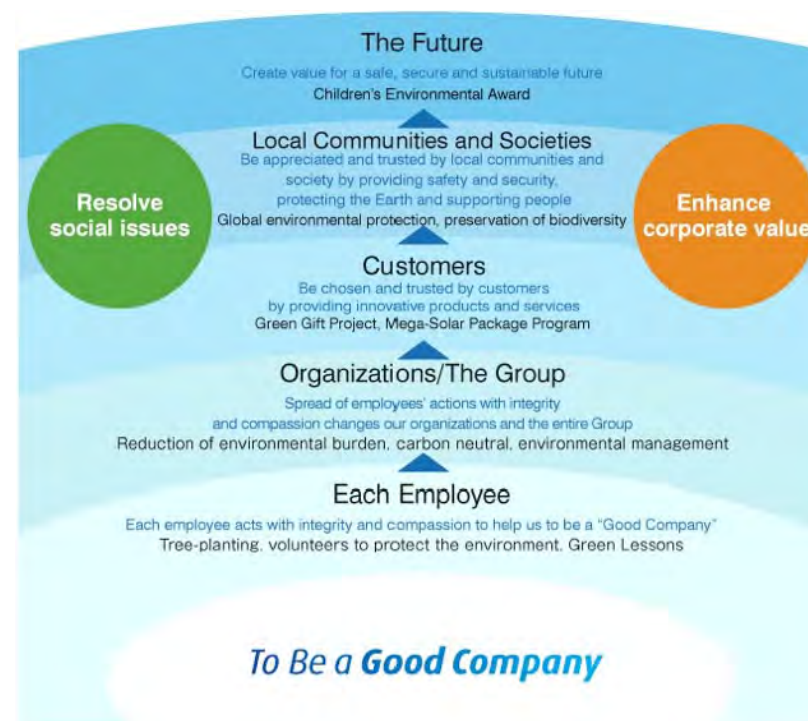 The Future
Create value for a safe, secure and sustainable future
Children's Environmental Award
Local Communities and Societies
Be appreciated and trusted by local communities and
society by providing safety and security,
protecting the Earth and supporting people
Global environmental protection, preservation of biodiversity
Resolve
social issues
Enhance
corporate value
Customers
Be chosen and trusted by customers
by providing innovative products and services
Green Gift Project, Mega-Solar Package Program
Organizations/The Group
Spread of employees' actions with integrity
and compassion changes our organizations and the entire Group
Reduction of environmental burden, carbon neutral, environmental management
Each Employee
Each employee acts with integrity and compassion to help us to be a “Good Company”
Tree-planting, volunteers to protect the environment, Green Lessons
To Be a Good Company